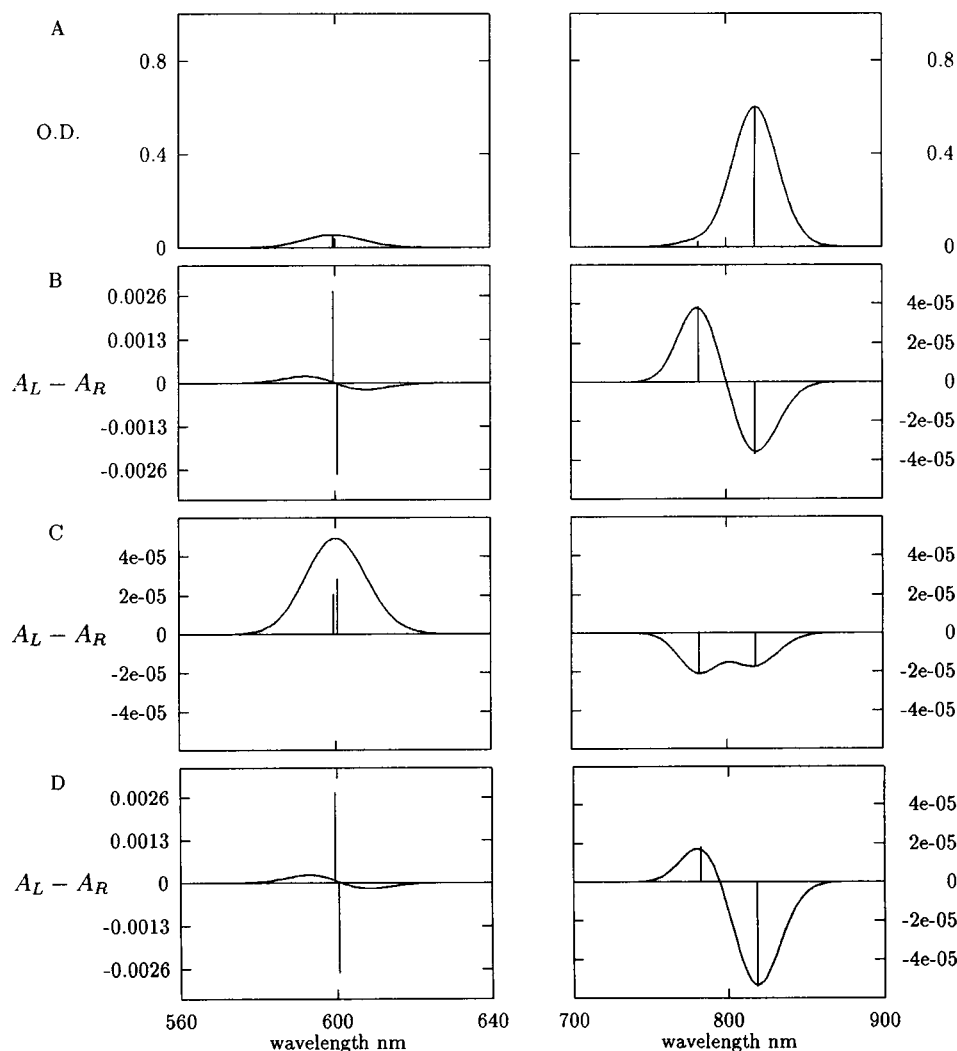 A
0.8
0.8
O.D.
0.4
0.4
0
0
B
0.0026
4e-05
0.0013
2e-05
A_L − A_R
0
0
-0.0013
-2e-05
-0.0026
-4e-05
C
4e-05
4e-05
2e-05
2e-05
A_L − A_R
0
0
-2e-05
-2e-05
-4e-05
-4e-05
D
0.0026
4e-05
0.0013
2e-05
A_L − A_R
0
0
-0.0013
-2e-05
-0.0026
-4e-05
560 600 640 700 800 900
wavelength nm wavelength nm